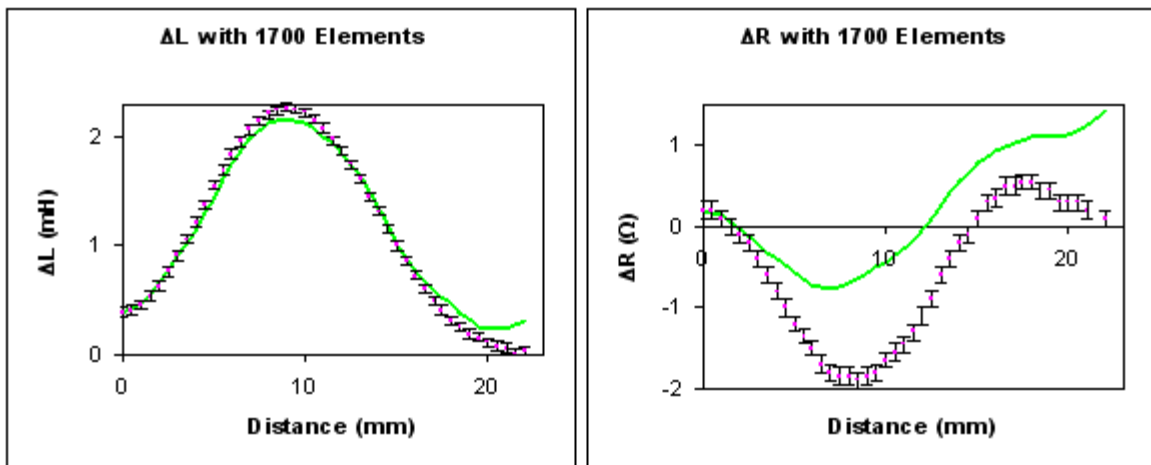 ΔL with 1700 Elements
2
1
0
ΔL (mH)
0
10
20
Distance (mm)
ΔR with 1700 Elements
1
0
-1
-2
ΔR (Ω)
0
10
20
Distance (mm)